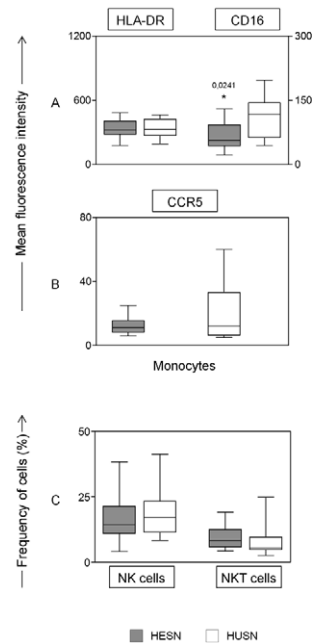 HLA-DR CD16
1200 300
0,0241
*
A
600 150
0 0
Mean fluorescence intensity
CCR5
80
B
40
0
Monocytes
50
C
25
0
Frequency of cells (%)
NK cells NKT cells
HESN HUSN